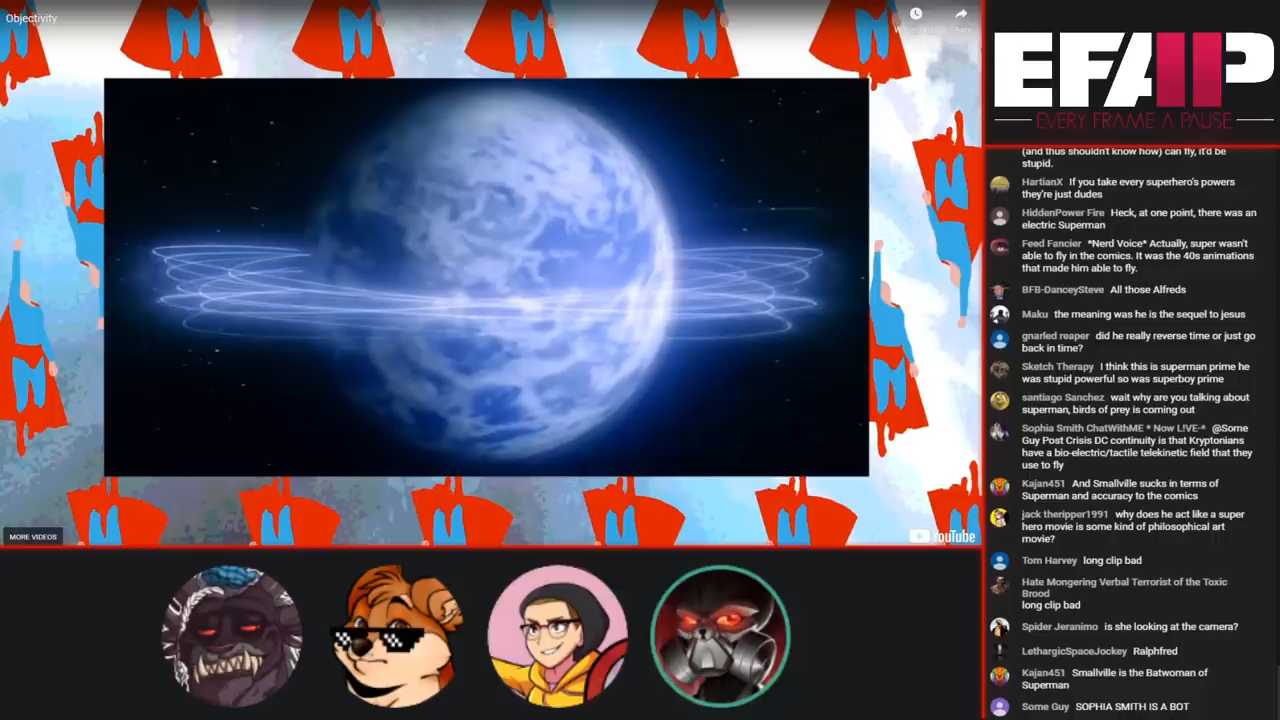 Objectivity
Share
MORE VIDEOS
YouTube
EFAP
EVERY FRAME A PAUSE
(and thus shouldn't know how) can fly, it'd be
stupid.
HartianX If you take every superhero's powers
they're just dudes
HiddenPower Fire Heck, at one point, there was an
electric Superman
Feed Fancier *Nerd Voice* Actually, super wasn't
able to fly in the comics. It was the 40s animations
that made him able to fly.
BFB-DanceySteve All those Alfreds
Maku the meaning was he is the sequel to jesus
gnarled reaper did he really reverse time or just go
back in time?
Sketch Therapy I think this is superman prime he
was stupid powerful so was superboy prime
santiago Sanchez wait why are you talking about
superman, birds of prey is coming out
Sophia Smith ChatWithME * Now L!VE-* @Some
Guy Post Crisis DC continuity is that Kryptonians
have a bio-electric/tactile telekinetic field that they
use to fly
Kajan451 And Smallville sucks in terms of
Superman and accuracy to the comics
jack theripper1991 why does he act like a super
hero movie is some kind of philosophical art
movie?
Tom Harvey long clip bad
Hate Mongering Verbal Terrorist of the Toxic
Brood
long clip bad
Spider Jeranimo is she looking at the camera?
LethargicSpaceJockey Ralphfred
Kajan451 Smallville is the Batwoman of
Superman
Some Guy SOPHIA SMITH IS A BOT